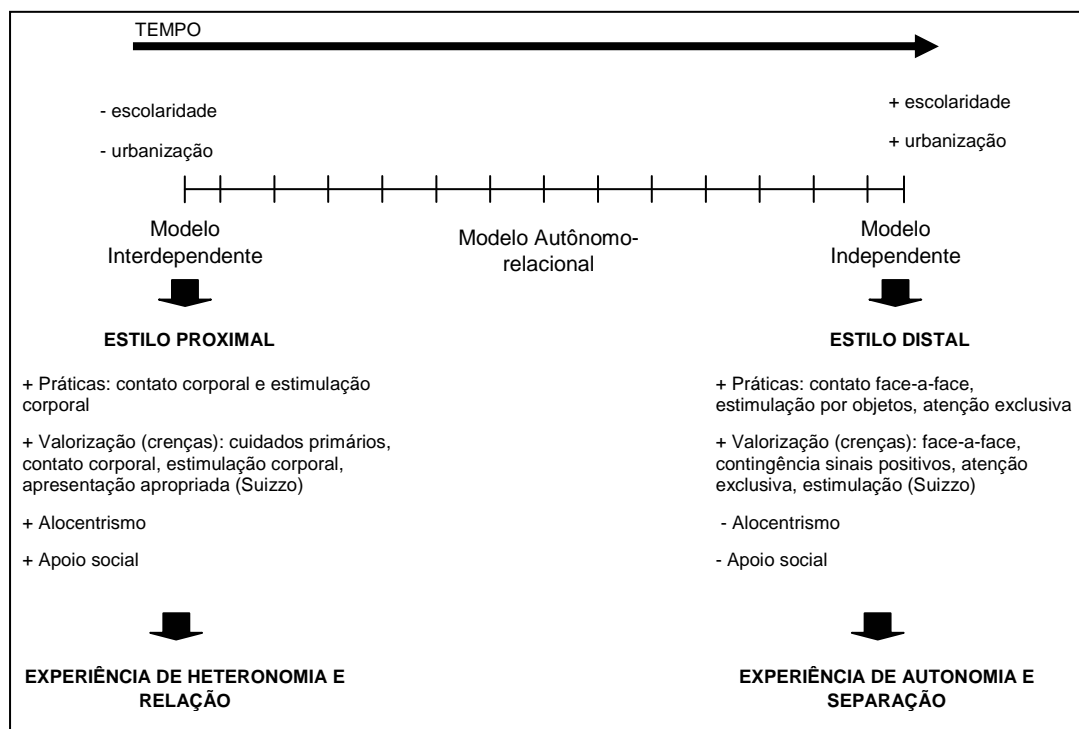 TEMPO
- escolaridade
- urbanização
+ escolaridade
+ urbanização
Modelo
Interdependente
Modelo Autônomo-
relacional
Modelo
Independente
ESTILO PROXIMAL
+ Práticas: contato corporal e estimulação
corporal
+ Valorização (crenças): cuidados primários,
contato corporal, estimulação corporal,
apresentação apropriada (Suizzo)
+ Alocentrismo
+ Apoio social
EXPERIÊNCIA DE HETERONOMIA E
RELAÇÃO
ESTILO DISTAL
+ Práticas: contato face-a-face,
estimulação por objetos, atenção exclusiva
+ Valorização (crenças): face-a-face,
contingência sinais positivos, atenção
exclusiva, estimulação (Suizzo)
- Alocentrismo
- Apoio social
EXPERIÊNCIA DE AUTONOMIA E
SEPARAÇÃO